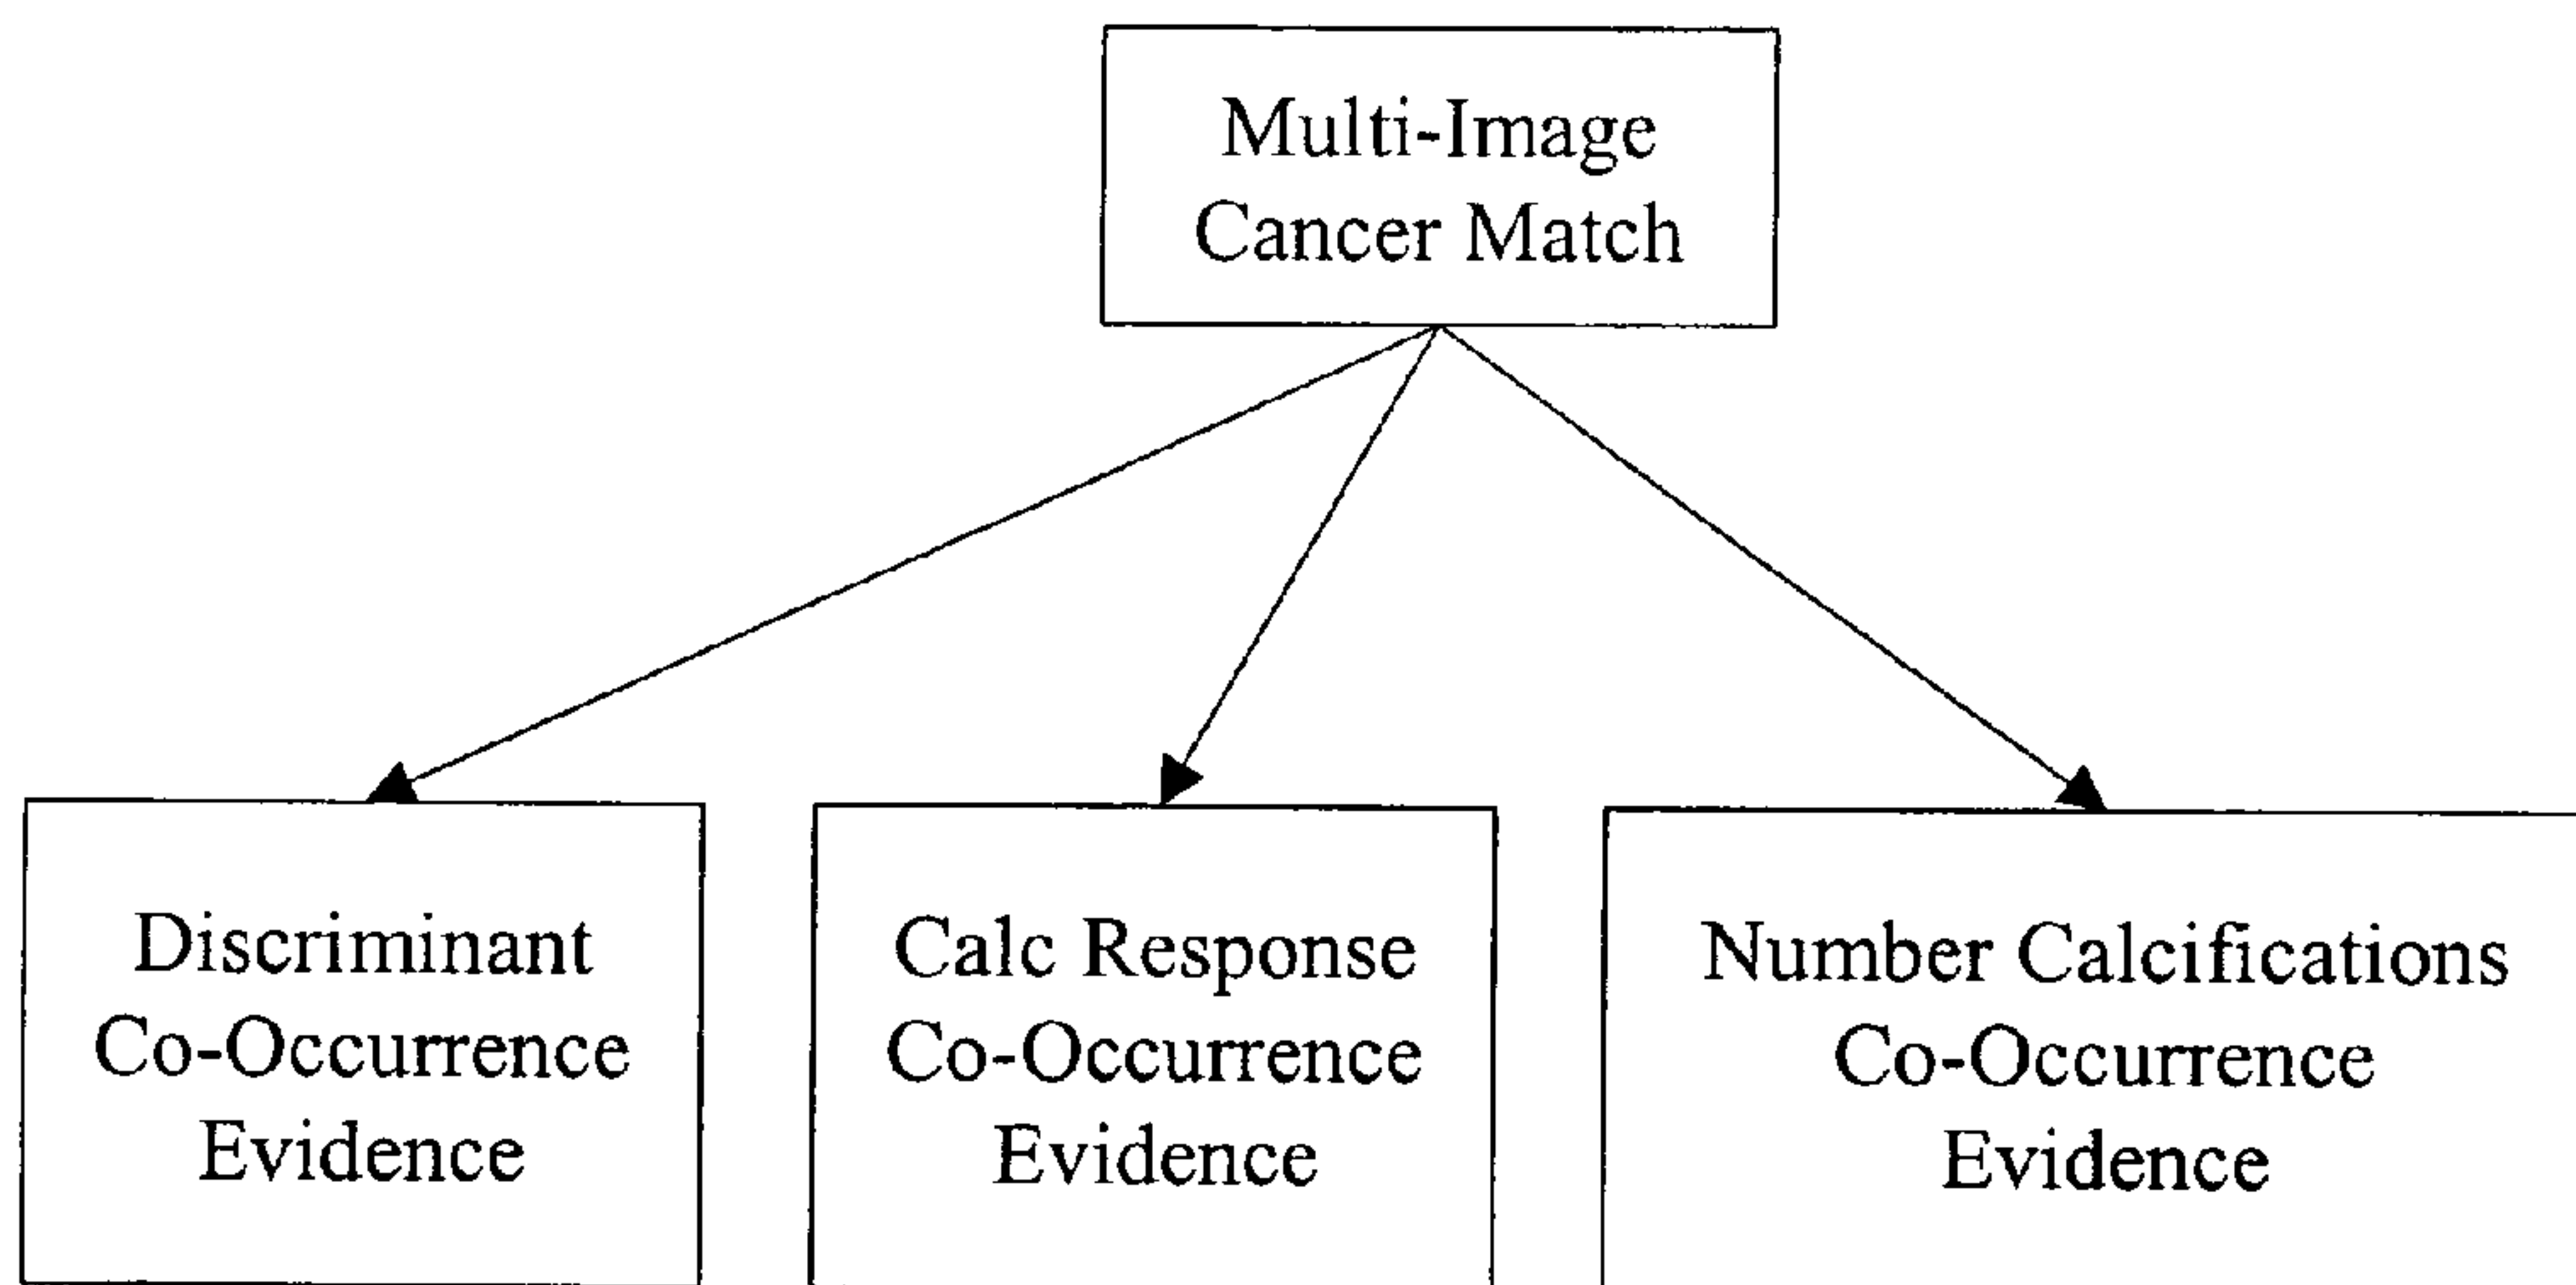 Multi-Image
Cancer Match
Discriminant
Co-Occurrence
Evidence
Calc Response
Co-Occurrence
Evidence
Number Calcifications
Co-Occurrence
Evidence